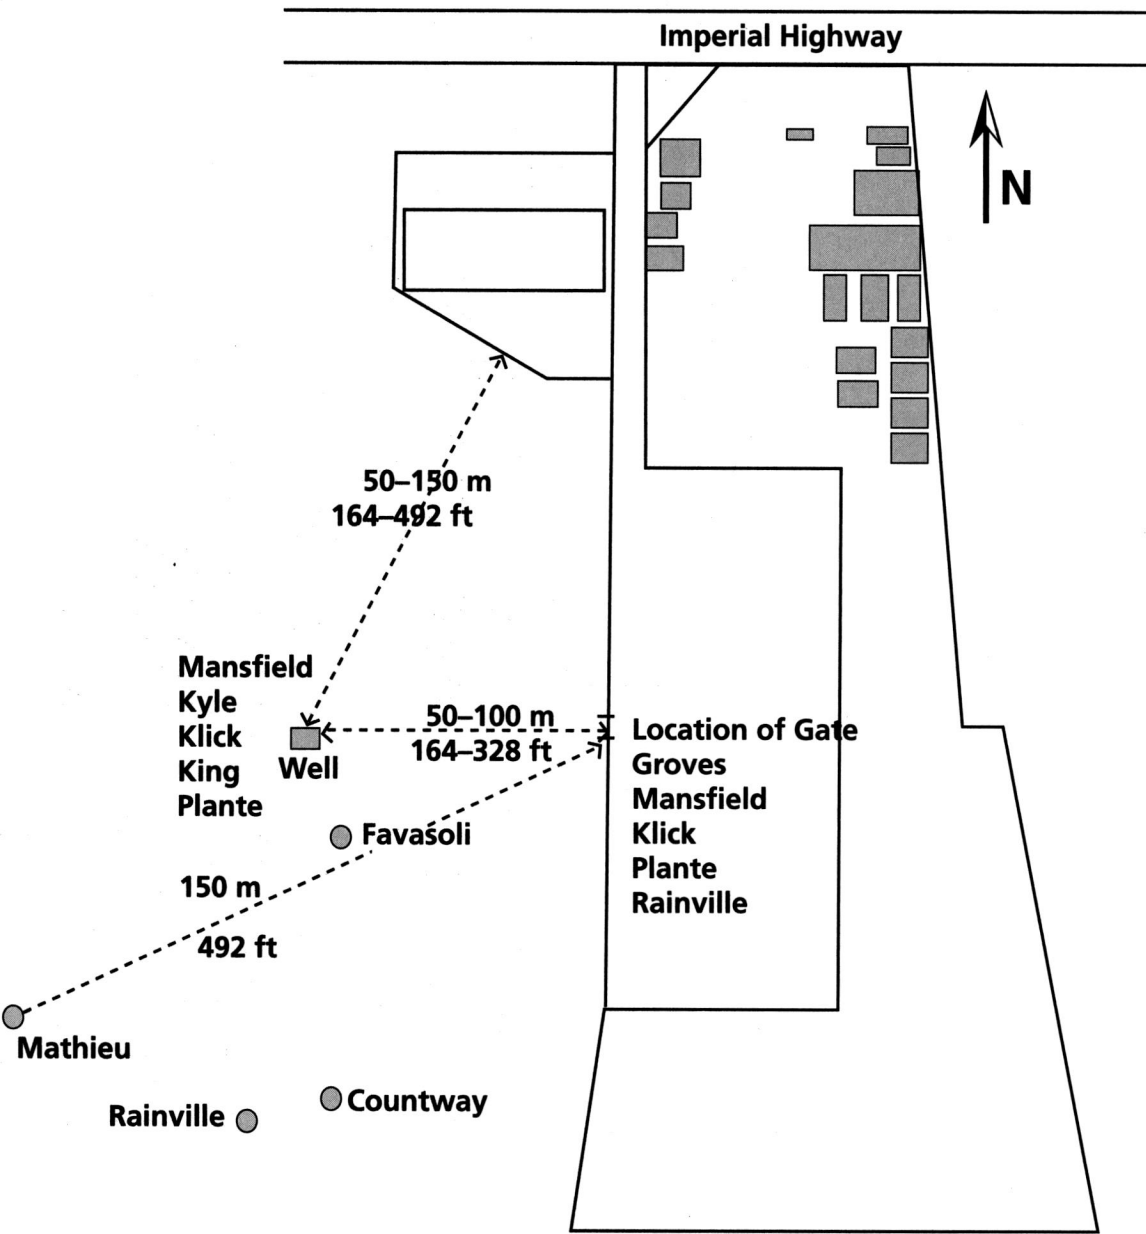 Imperial Highway
N
50–150 m
164–492 ft
Mansfield
Kyle
Klick
King
Plante
Well
50–100 m
164–328 ft
Location of Gate
Groves
Mansfield
Klick
Plante
Rainville
Favasoli
150 m
492 ft
Mathieu
Rainville
Countway